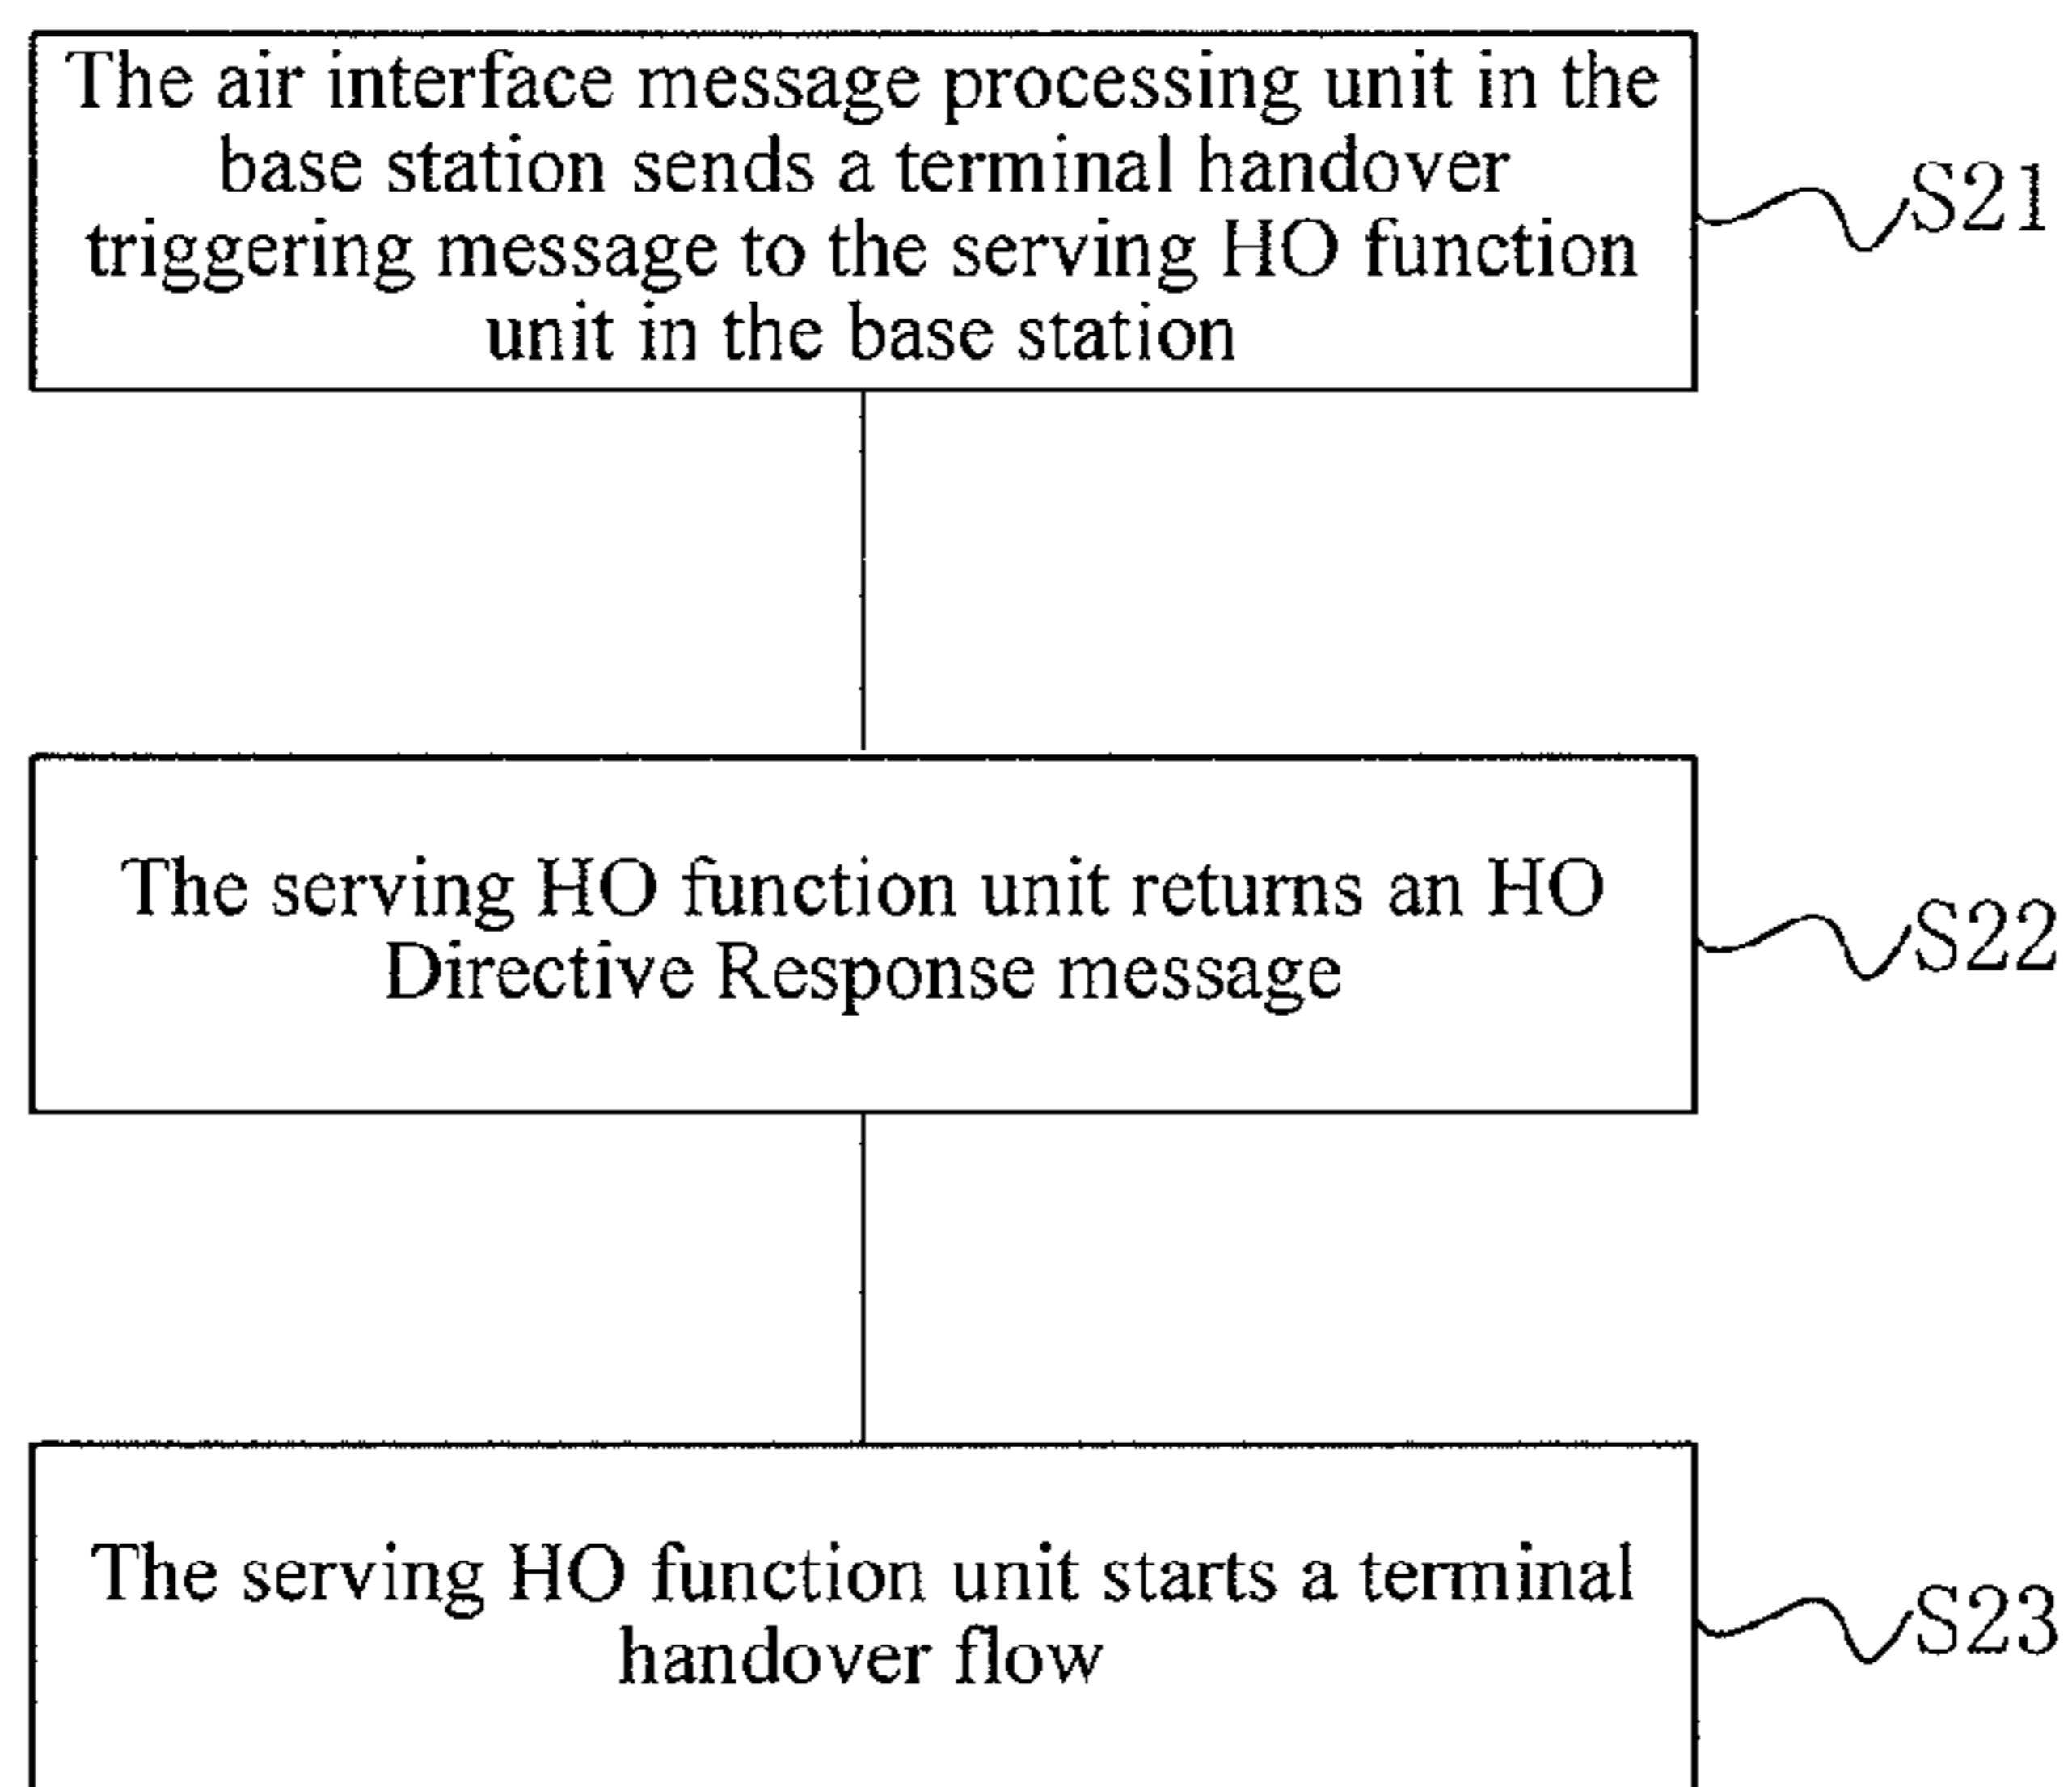 The air interface message processing unit in the
base station sends a terminal handover
triggering message to the serving HO function
unit in the base station
S21
The serving HO function unit returns an HO
Directive Response message
S22
The serving HO function unit starts a terminal
handover flow
S23